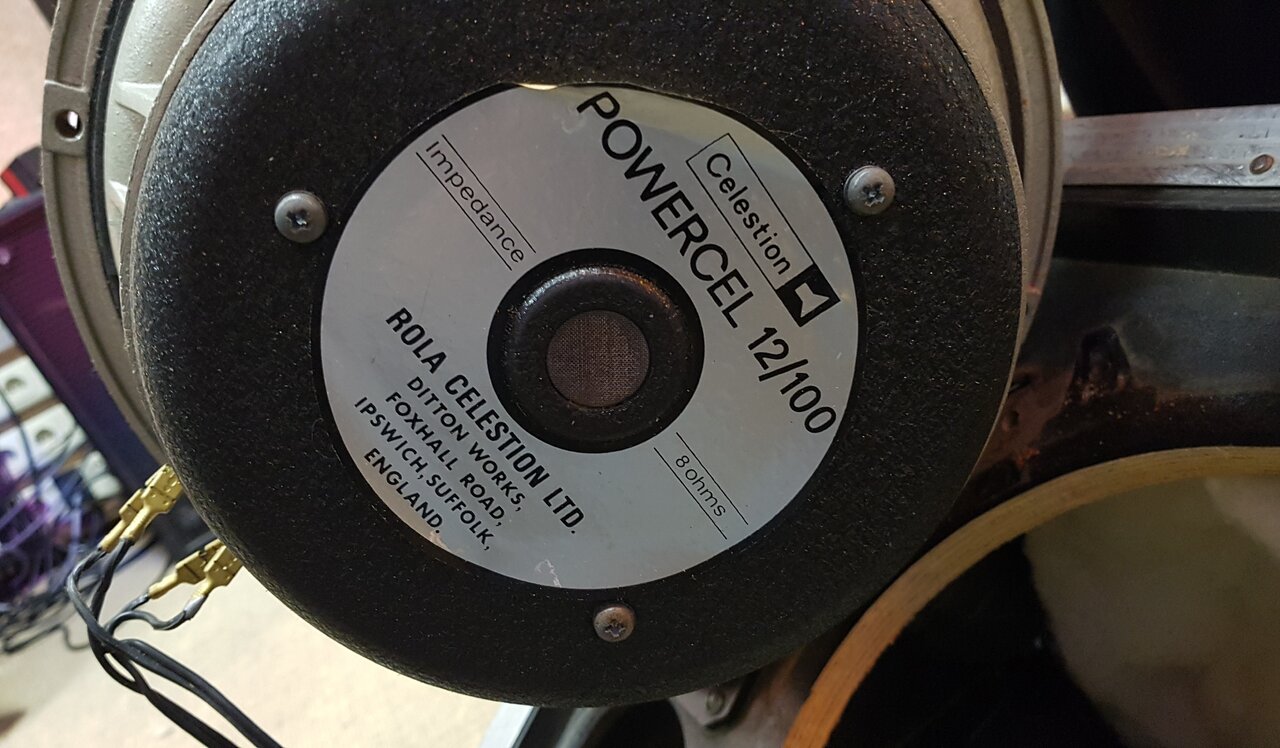 Celestion
POWERCEL 12/100
Impedance
8 ohms
ROLA CELESTION LTD.
DITTON WORKS,
FOXHALL ROAD,
IPSWICH, SUFFOLK,
ENGLAND.